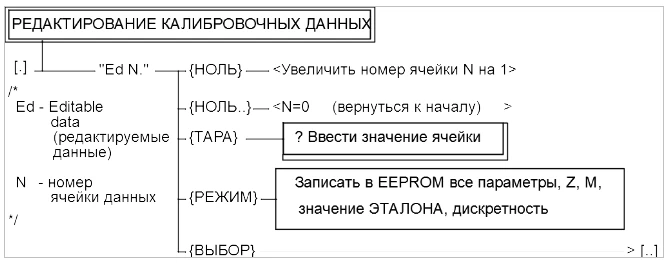 РЕДАКТИРОВАНИЕ КАЛИБРОВОЧНЫХ ДАННЫХ
[.] "Ed N." {НОЛЬ} <Увеличить номер ячейки N на 1>
/*
Ed - Editable {НОЛЬ..} <N=0 (вернуться к началу) >
data
(редактируемые {ТАРА} ? Ввести значение ячейки
данные)
N - номер Записать в EEPROM все параметры, Z, M,
ячейки данных {РЕЖИМ} значение ЭТАЛОНА, дискретность
*/
{ВЫБОР} > [..]